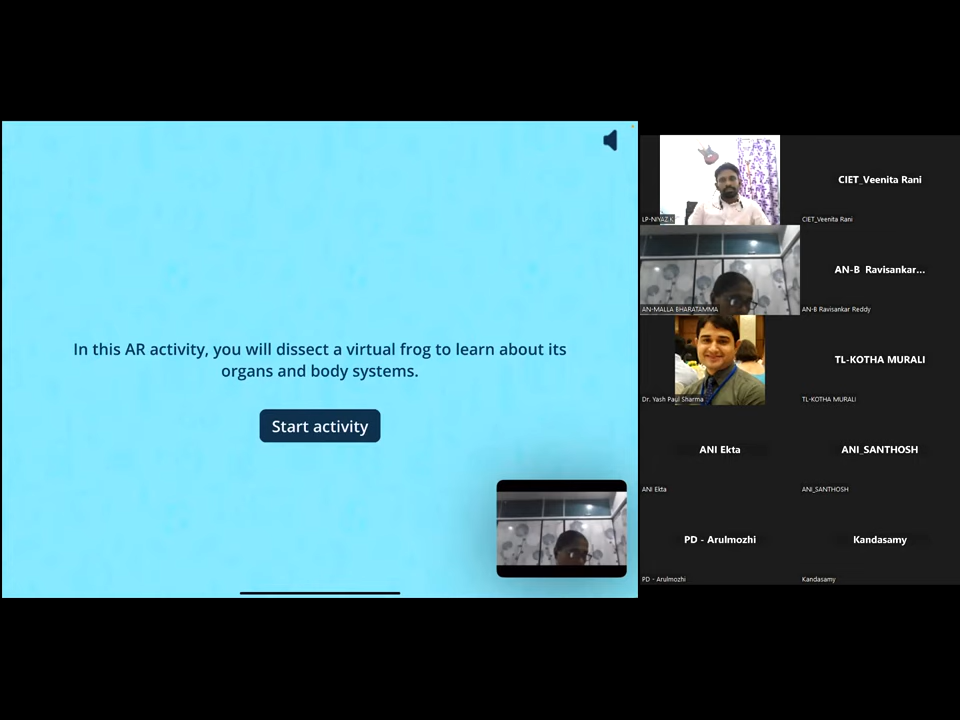 In this AR activity, you will dissect a virtual frog to learn about its
organs and body systems.
Start activity
LP-NIYAZ.K
CIET_Veenita Rani
CIET_Veenita Rani
AN-MALLA BHARATAMMA
AN-B Ravisankar...
AN-B Ravisankar Reddy
Dr. Yash Paul Sharma
TL-KOTHA MURALI
TL-KOTHA MURALI
ANI Ekta
ANI Ekta
ANI_SANTHOSH
ANI_SANTHOSH
PD - Arulmozhi
PD - Arulmozhi
Kandasamy
Kandasamy